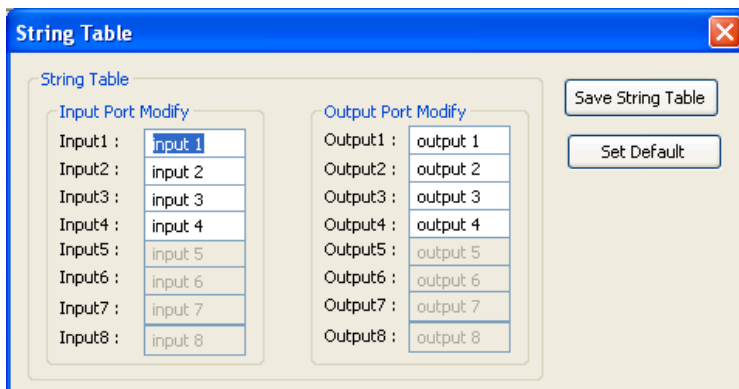 String Table
String Table
Input Port Modify
Input1 : input 1
Input2 : input 2
Input3 : input 3
Input4 : input 4
Input5 : input 5
Input6 : input 6
Input7 : input 7
Input8 : input 8
Output Port Modify
Output1 : output 1
Output2 : output 2
Output3 : output 3
Output4 : output 4
Output5 : output 5
Output6 : output 6
Output7 : output 7
Output8 : output 8
Save String Table
Set Default